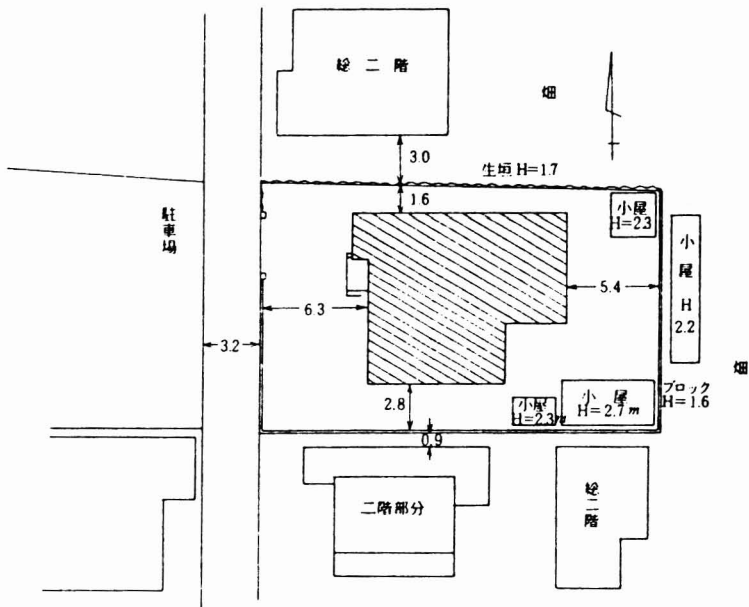 総二階
畑
3.0
生垣 H=1.7
1.6
小屋
H=2.3
駐車場
小屋
H
2.2
5.4
6.3
3.2
畑
ブロック
H=1.6
小屋
H=2.7m
小屋
H=2.3m
2.8
0.9
二階部分
総二階